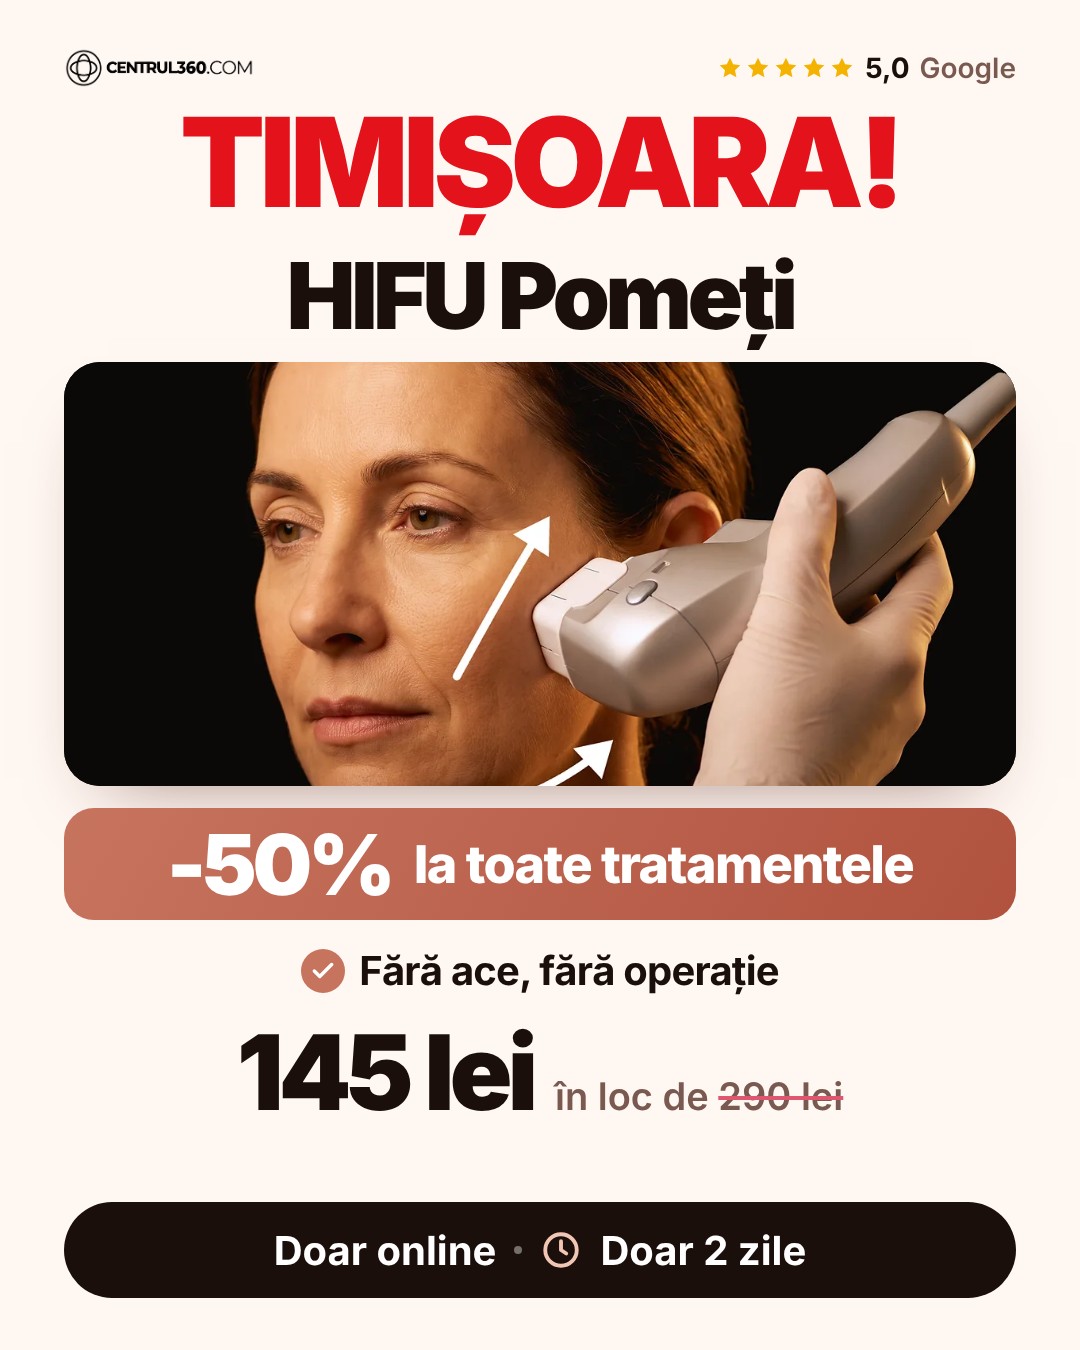 CENTRUL360.COM
5,0 Google
TIMIȘOARA!
HIFU Pomeți
-50% la toate tratamentele
Fără ace, fără operație
145 lei în loc de 290 lei
Doar online • Doar 2 zile